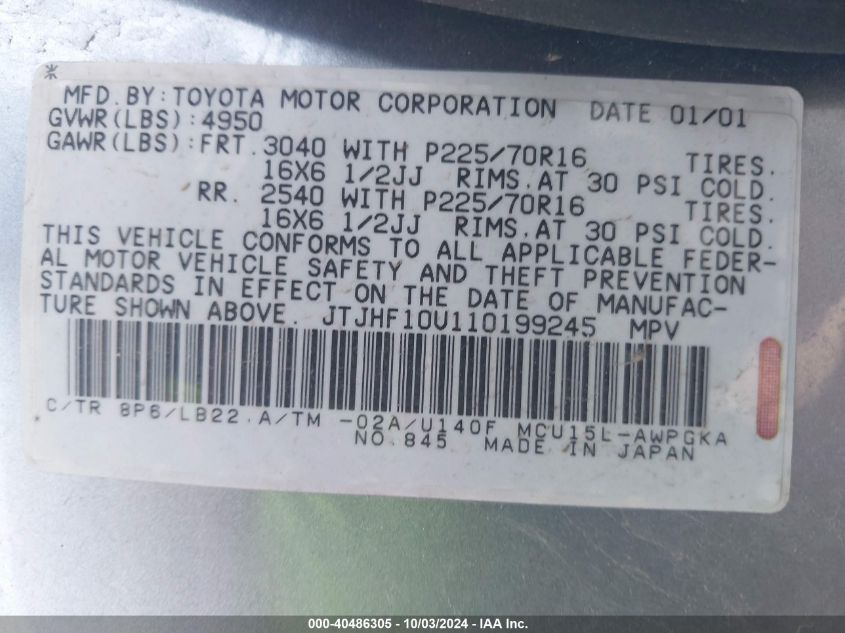 MFD.BY:TOYOTA MOTOR CORPORATION DATE 01/01
GVWR(LBS):4950
GAWR(LBS):FRT.3040 WITH P225/70R16 TIRES.
16X6 1/2JJ RIMS.AT 30 PSI COLD.
RR. 2540 WITH P225/70R16 TIRES.
16X6 1/2JJ RIMS.AT 30 PSI COLD.
THIS VEHICLE CONFORMS TO ALL APPLICABLE FEDER-
AL MOTOR VEHICLE SAFETY AND THEFT PREVENTION
STANDARDS IN EFFECT ON THE DATE OF MANUFAC-
TURE SHOWN ABOVE. JTJHF10U110199245 MPV
C/TR 8P6/LB22.A/TM -02A/U140F MCU15L-AWPGKA
NO.845 MADE IN JAPAN
000-40486305 - 10/03/2024 - IAA Inc.